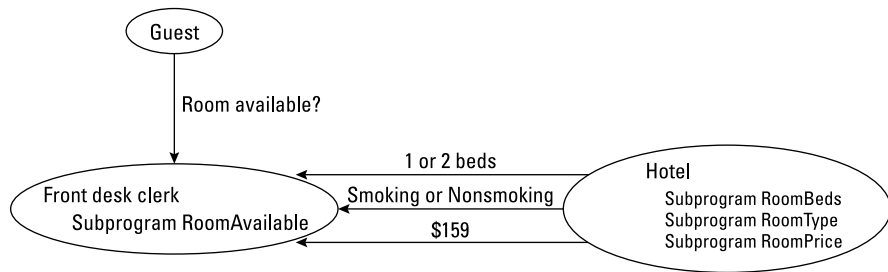 Guest
Room available?
1 or 2 beds
Smoking or Nonsmoking
$159
Front desk clerk
Subprogram RoomAvailable
Hotel
Subprogram RoomBeds
Subprogram RoomType
Subprogram RoomPrice